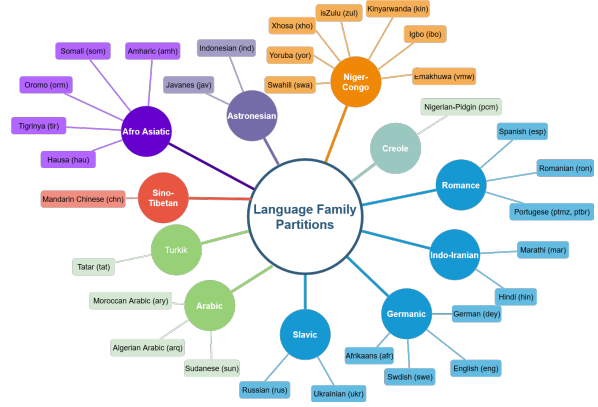 Somali (som)
Amharic (amh)
Oromo (orm)
Tigrinya (tir)
Hausa (hau)
Afro Asiatic
Indonesian (ind)
Javanes (jav)
Astronesian
isZulu (zul)
Kinyarwanda (kin)
Xhosa (xho)
Igbo (ibo)
Yoruba (yor)
Emakhuwa (vmw)
Swahili (swa)
Niger-
Congo
Nigerian-Pidgin (pcm)
Creole
Spanish (esp)
Romanian (ron)
Portugese (ptmz, ptbr)
Romance
Mandarin Chinese (chn)
Sino-
Tibetan
Language Family
Partitions
Turkik
Tatar (tat)
Indo-Iranian
Marathi (mar)
Hindi (hin)
Moroccan Arabic (ary)
Algerian Arabic (arq)
Sudanese (sun)
Arabic
Slavic
Russian (rus)
Ukrainian (ukr)
Germanic
German (dey)
Afrikaans (afr)
Swdish (swe)
English (eng)